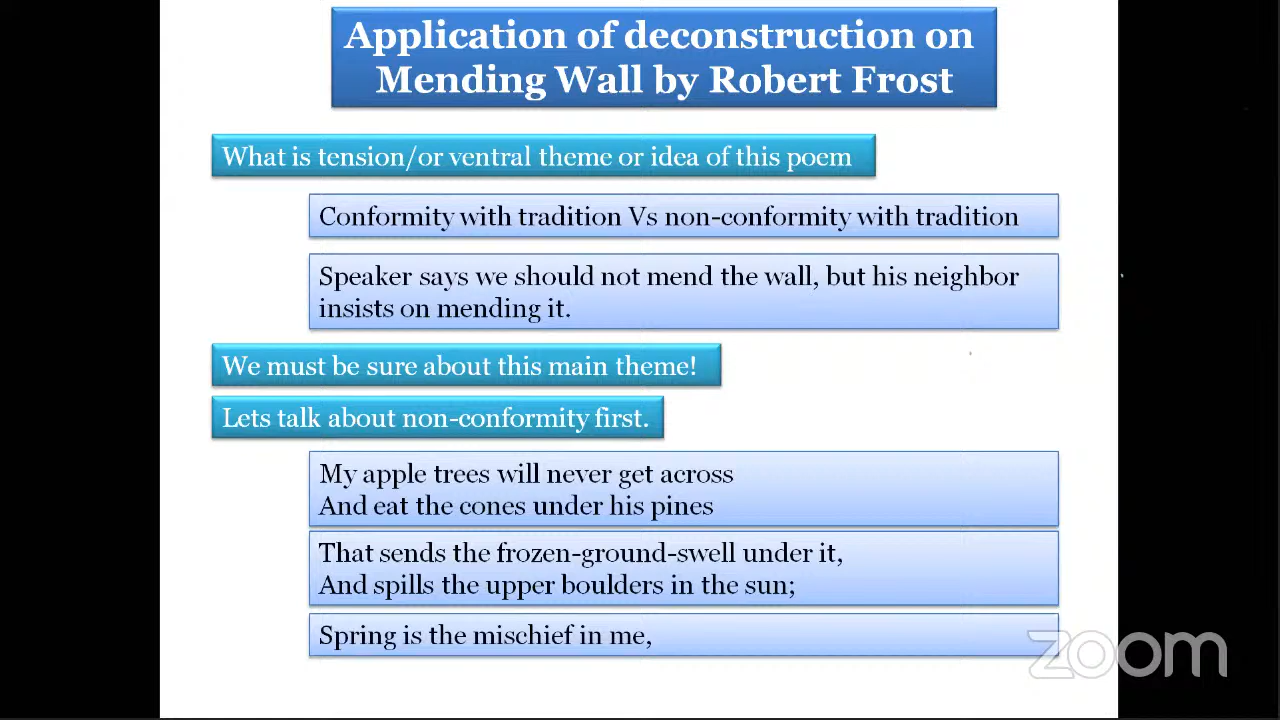 Application of deconstruction on
Mending Wall by Robert Frost
What is tension/or ventral theme or idea of this poem
Conformity with tradition Vs non-conformity with tradition
Speaker says we should not mend the wall, but his neighbor
insists on mending it.
We must be sure about this main theme!
Lets talk about non-conformity first.
My apple trees will never get across
And eat the cones under his pines
That sends the frozen-ground-swell under it,
And spills the upper boulders in the sun;
Spring is the mischief in me,
zoom